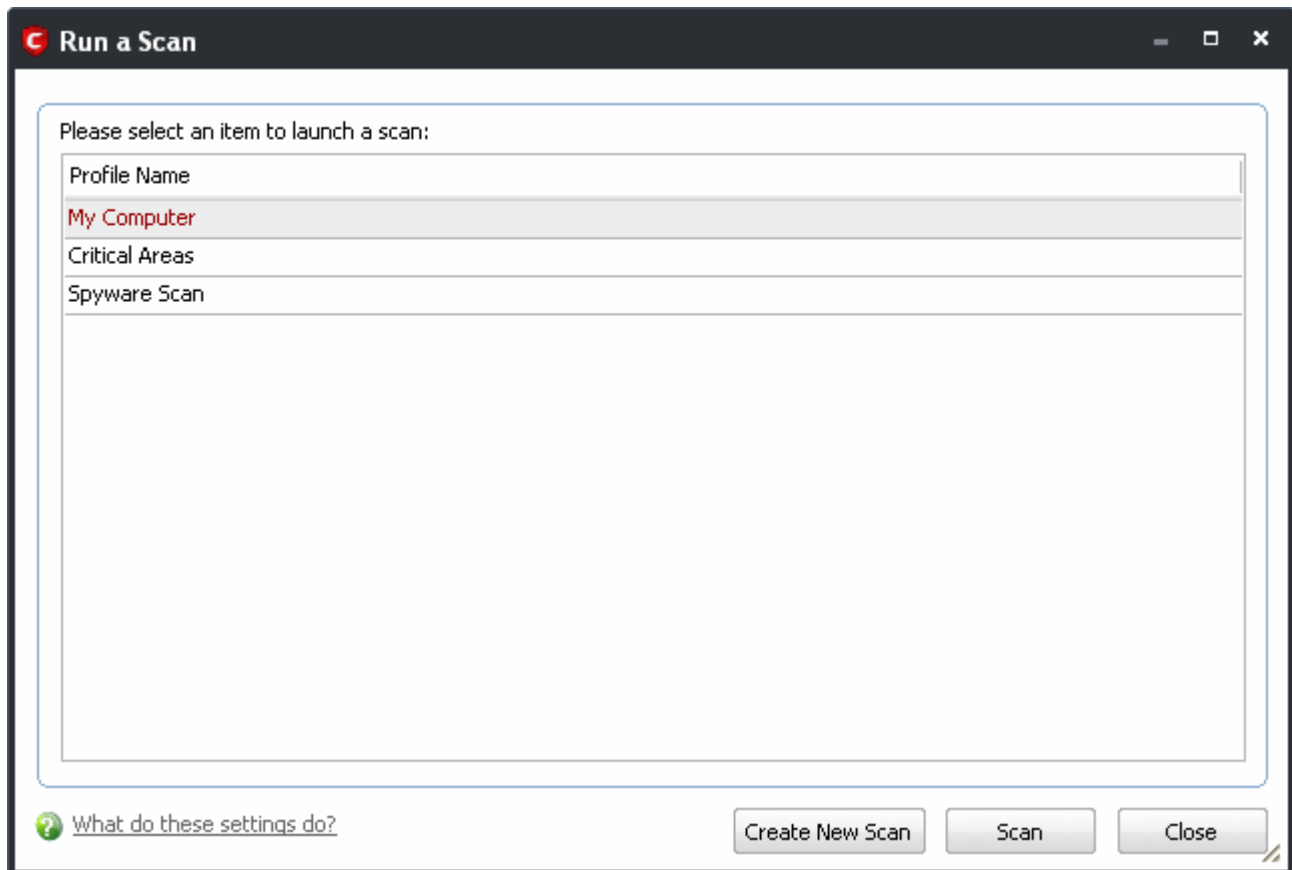 Run a Scan
Please select an item to launch a scan:
Profile Name
My Computer
Critical Areas
Spyware Scan
What do these settings do?
Create New Scan
Scan
Close